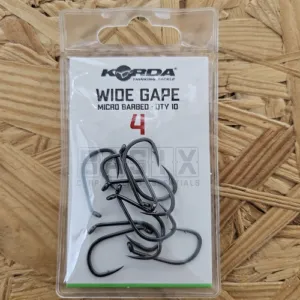 KORDA
WIDE GAPE
MICRO BARBED · QTY 10
4